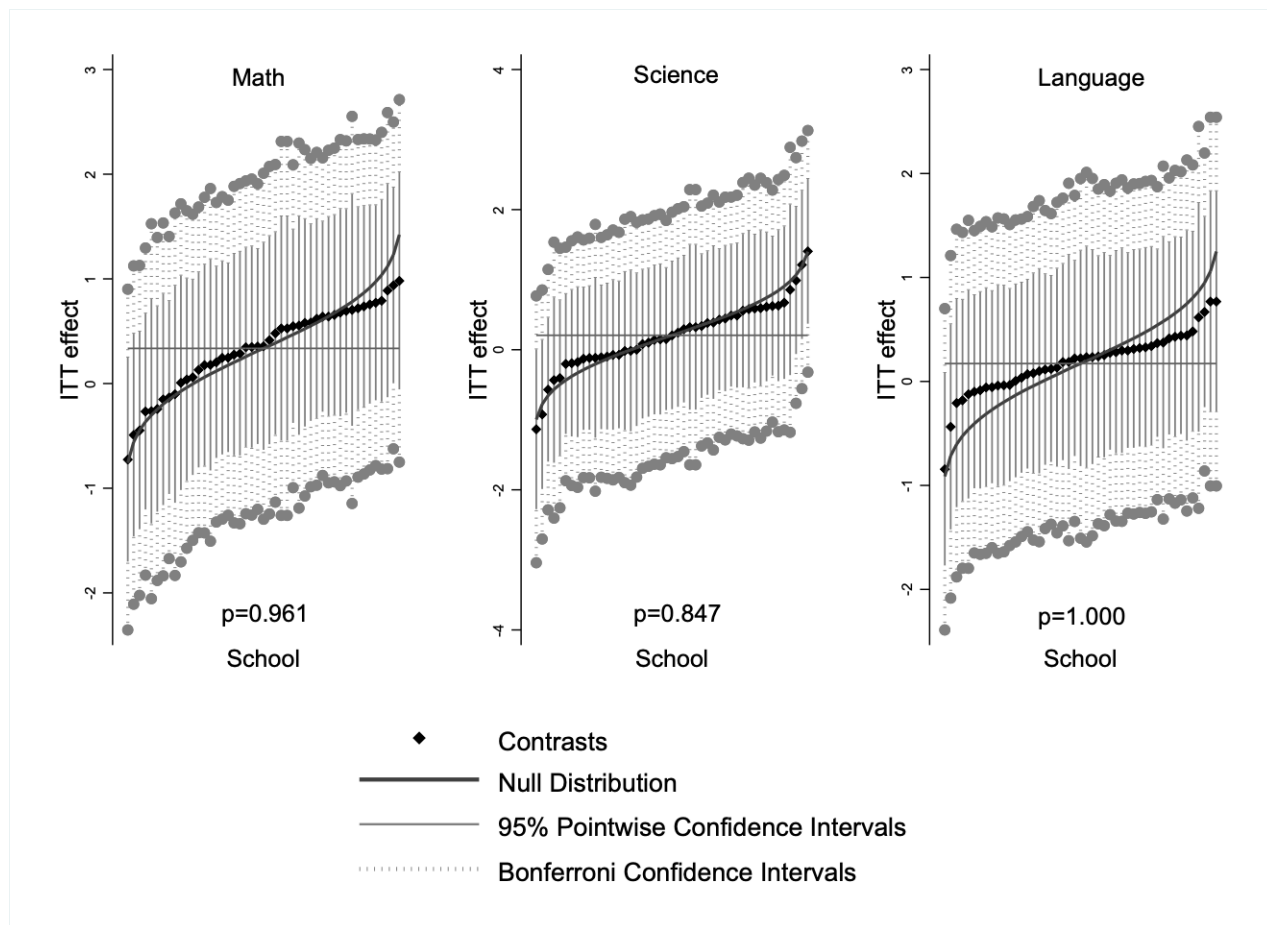 Math
ITT effect
3
2
1
0
-1
-2
p=0.961
School
Science
ITT effect
4
2
0
-2
-4
p=0.847
School
Language
ITT effect
3
2
1
0
-1
-2
p=1.000
School
Contrasts
Null Distribution
95% Pointwise Confidence Intervals
Bonferroni Confidence Intervals